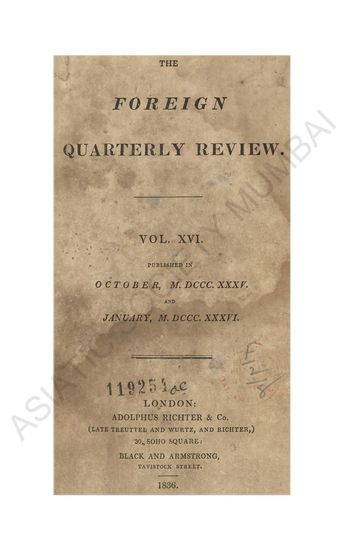 THE
FOREIGN
QUARTERLY REVIEW.
VOL. XVI.
PUBLISHED IN
OCTOBER, M. DCCC. XXXV.
AND
JANUARY, M. DCCC. XXXVI.
LONDON:
ADOLPHUS RICHTER & Co.
(LATE TREUTTEL AND WURTZ, AND RICHTER,)
30, SOHO SQUARE:
BLACK AND ARMSTRONG,
TAVISTOCK STREET.
1836.
ASIATIC SOCIETY MUMBAI